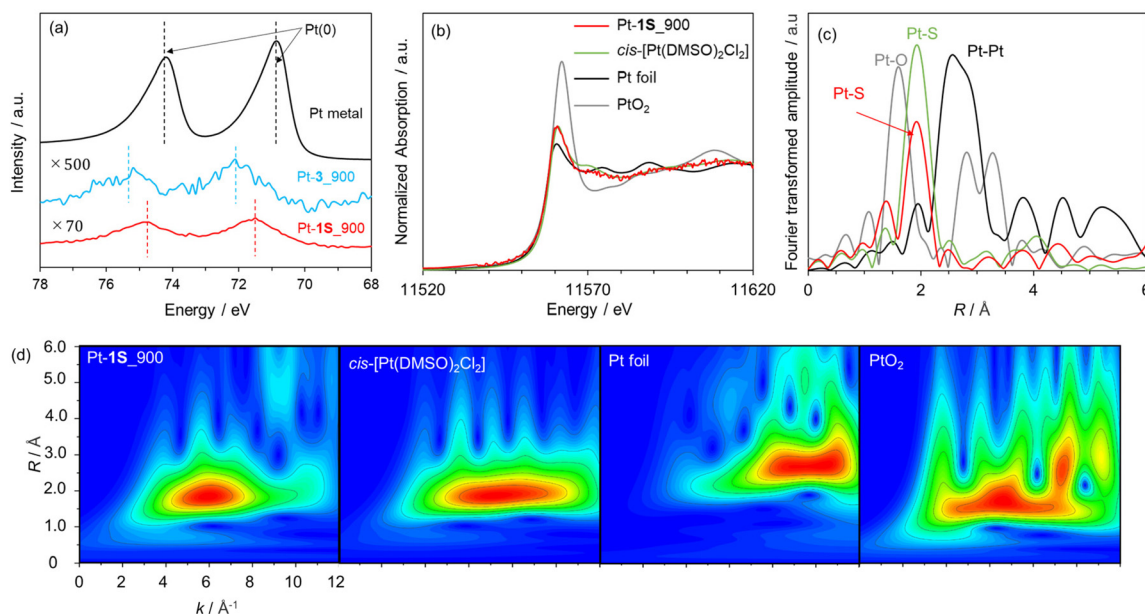 (a)
Pt(0)
Pt metal
×500
Pt-3_900
×70
Pt-1S_900
Intensity / a.u.
78 76 74 72 70 68
Energy / eV
(b)
Pt-1S_900
cis-[Pt(DMSO)₂Cl₂]
Pt foil
PtO₂
Normalized Absorption / a.u.
11520 11570 11620
Energy / eV
(c)
Pt-S
Pt-O
Pt-Pt
Pt-S
Fourier transformed amplitude / a.u
0 2 4 6
R / Å
(d)
Pt-1S_900
cis-[Pt(DMSO)₂Cl₂]
Pt foil
PtO₂
6.0
5.0
4.0
3.0
2.0
1.0
0
R / Å
0 2 4 6 8 10 12
k / Å⁻¹